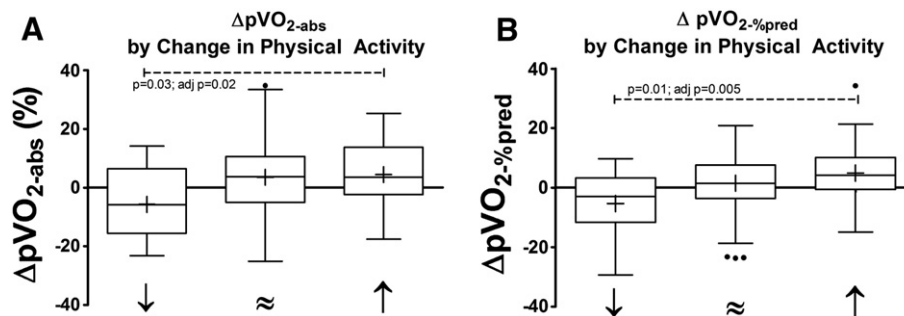 A
ΔpVO2-abs
by Change in Physical Activity
ΔpVO2-abs (%)
40
20
0
-20
-40
p=0.03; adj p=0.02
↓ ≈ ↑
B
Δ pVO2-%pred
by Change in Physical Activity
ΔpVO2-%pred
40
20
0
-20
-40
p=0.01; adj p=0.005
↓ ≈ ↑